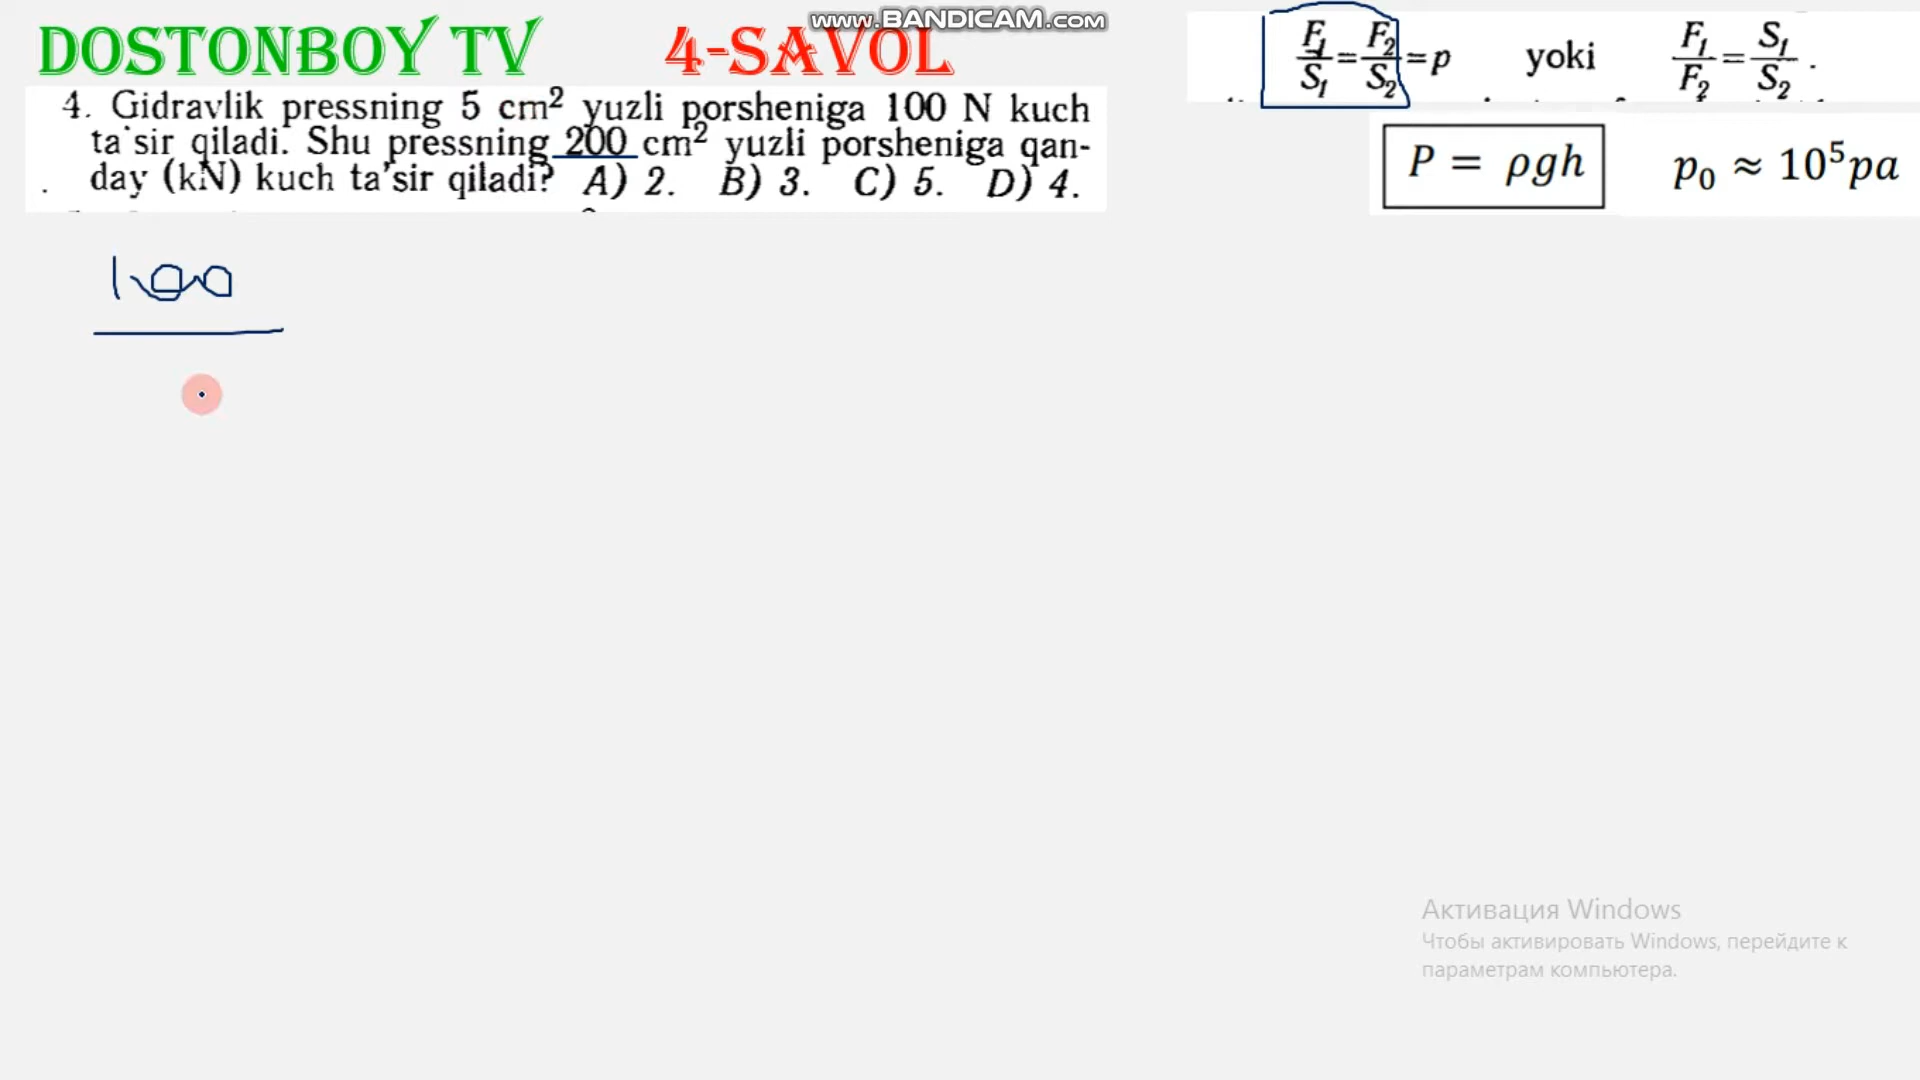 www.BANDICAM.com
DOSTONBOY TV 4-SAVOL
4. Gidravlik pressning 5 cm² yuzli porsheniga 100 N kuch
ta'sir qiladi. Shu pressning 200 cm² yuzli porsheniga qan-
day (kN) kuch ta'sir qiladi? A) 2. B) 3. C) 5. D) 4.
F₁/S₁ = F₂/S₂ = p yoki F₁/F₂ = S₁/S₂ .
P = ρgh p₀ ≈ 10⁵pa
100
Активация Windows
Чтобы активировать Windows, перейдите к
параметрам компьютера.